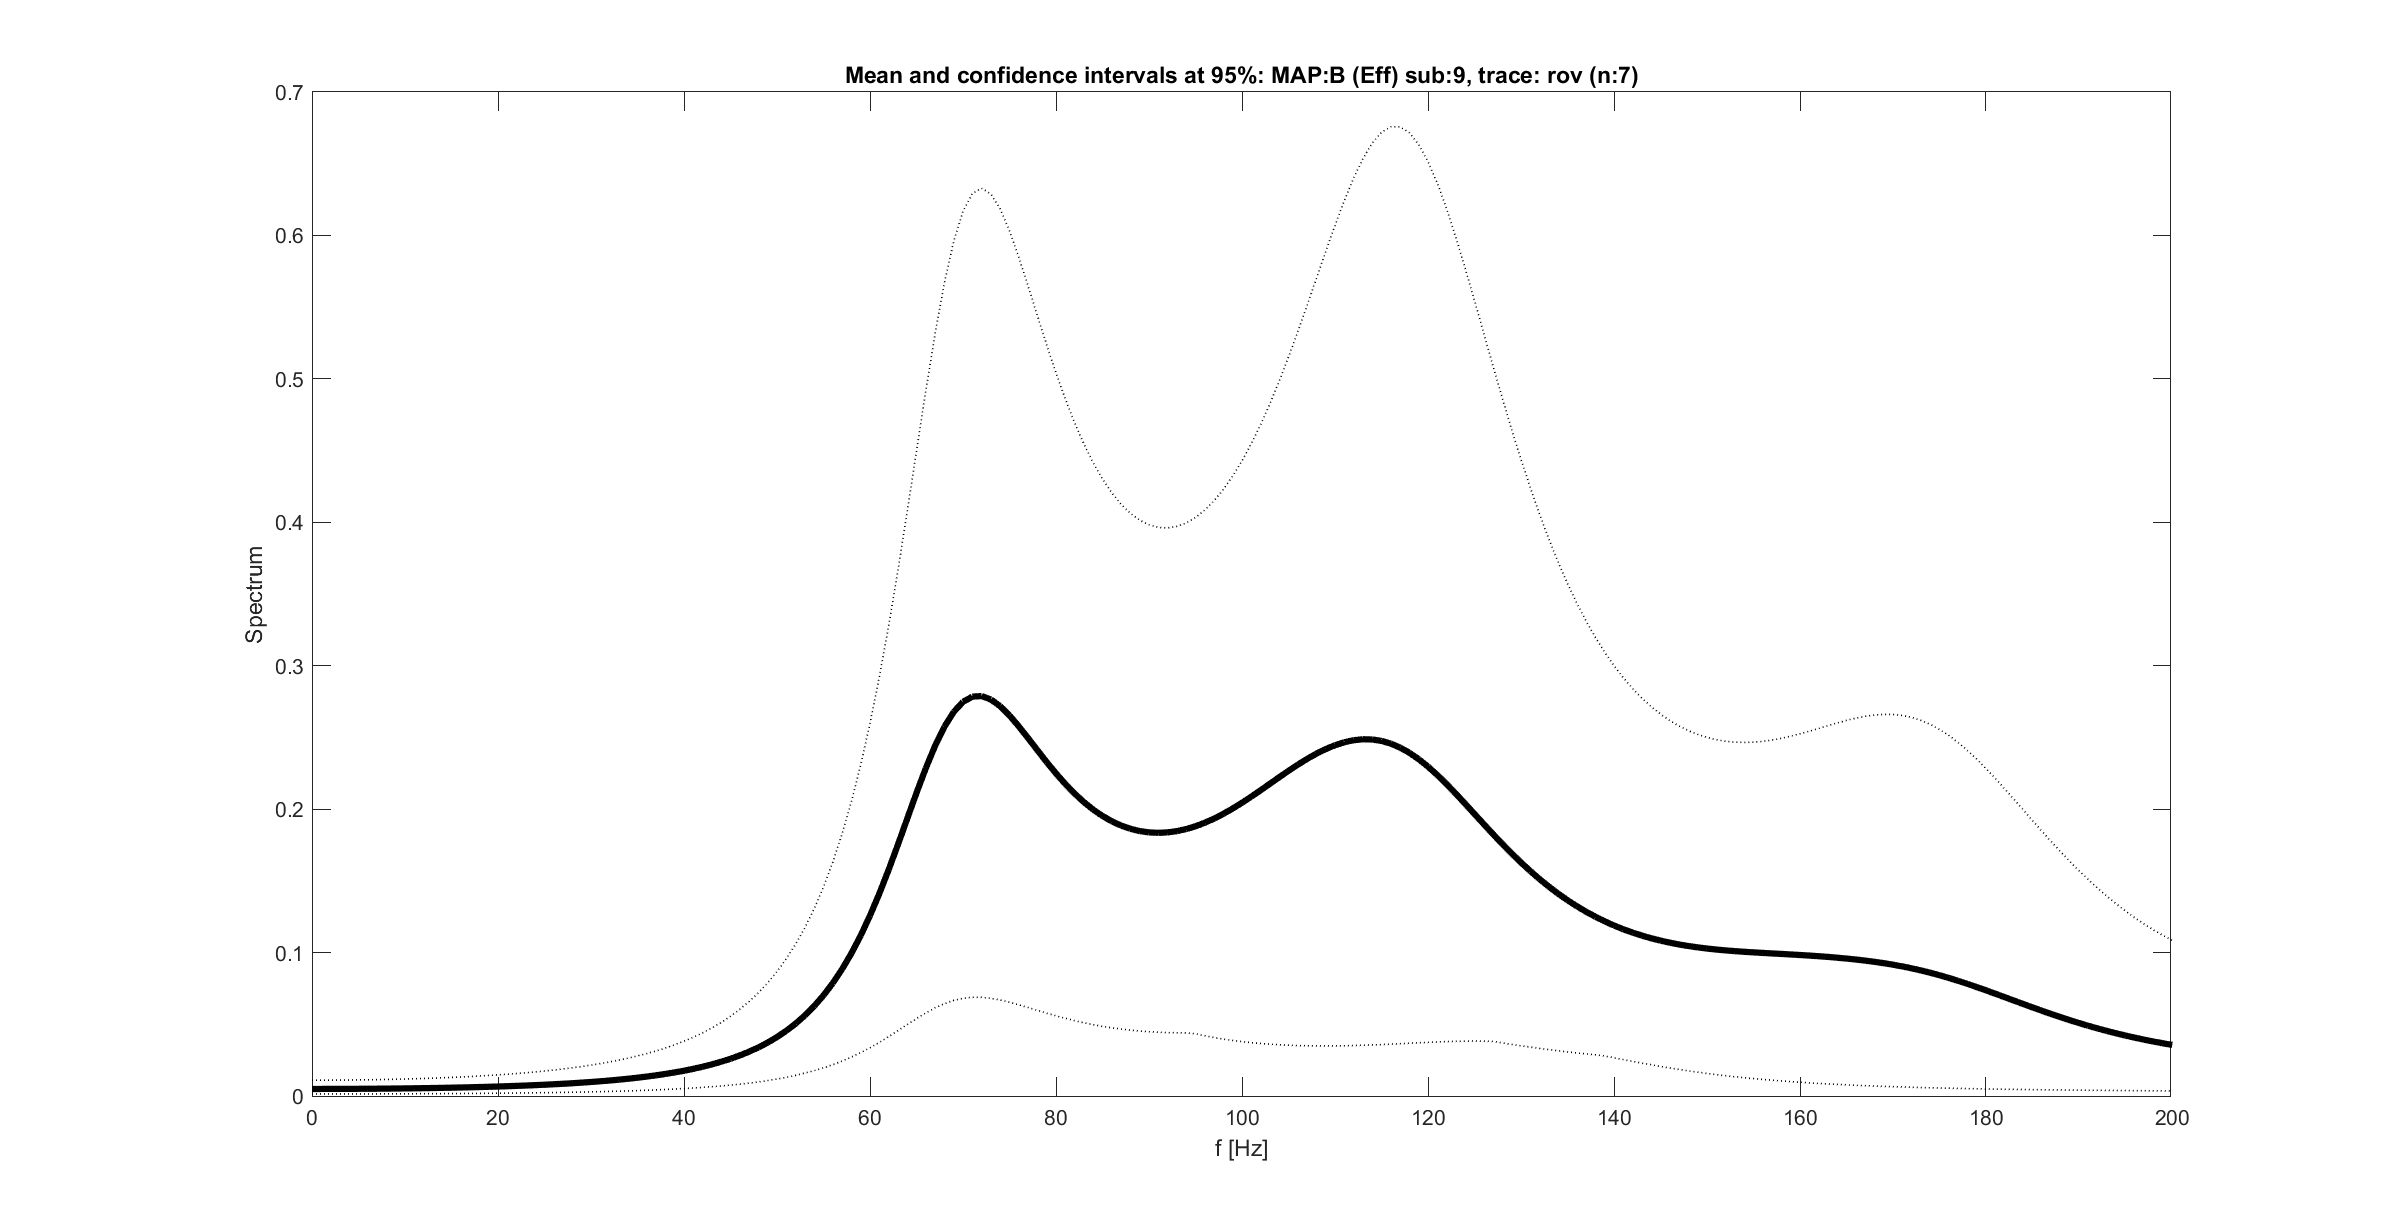 Mean and confidence intervals at 95%: MAP:B (Eff) sub:9, trace: rov (n:7)
0.7
0.6
0.5
0.4
0.3
0.2
0.1
0
Spectrum
0 20 40 60 80 100 120 140 160 180 200
f [Hz]